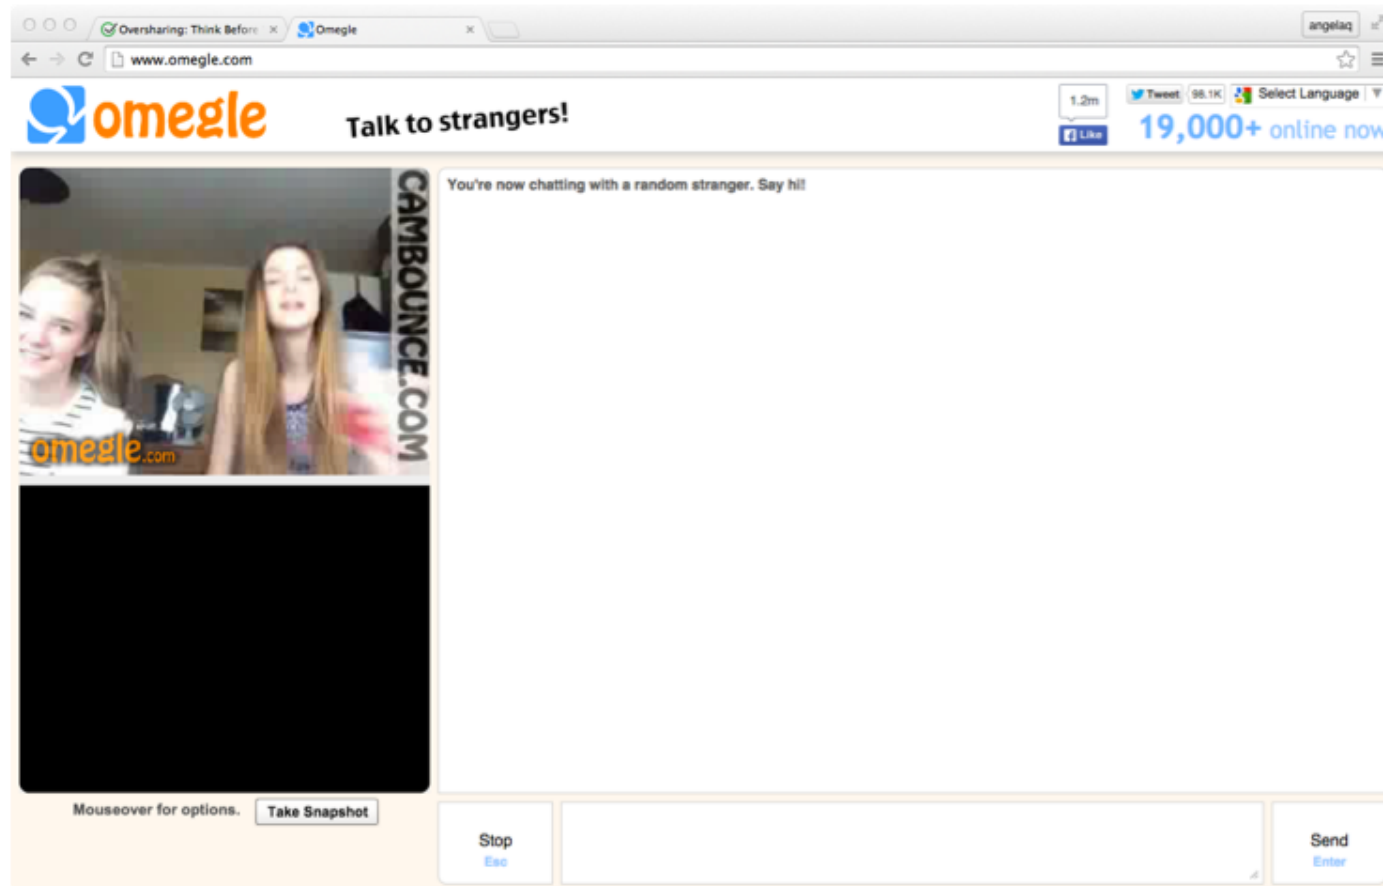 Oversharing: Think Before
Omegle
angelaq
www.omegle.com
omegle
Talk to strangers!
1.2m
Like
Tweet
98.1K
Select Language
19,000+ online now
CAMBOUNCE.COM
omegle.com
You're now chatting with a random stranger. Say hi!
Mouseover for options.
Take Snapshot
Stop
Esc
Send
Enter